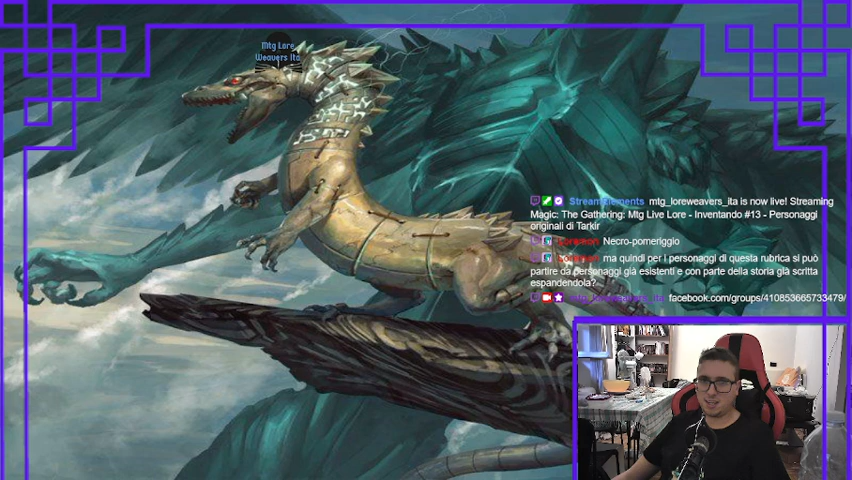 Mtg Lore
Weavers Ita
StreamElements mtg_loreweavers_ita is now live! Streaming
Magic: The Gathering: Mtg Live Lore - Inventando #13 - Personaggi
originali di Tarkir
Necro-pomeriggio
ma quindi per i personaggi di questa rubrica si può
partire da personaggi già esistenti e con parte della storia già scritta
espandendola?
mtg_loreweavers_ita facebook.com/groups/410853665733479/